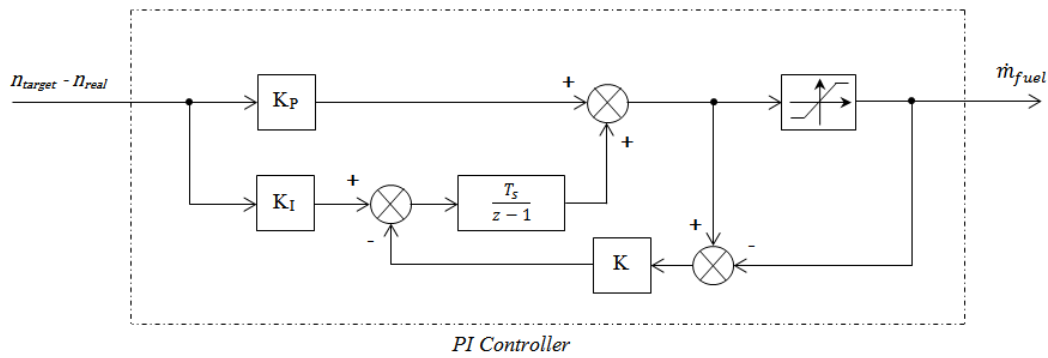 n_target - n_real
K_P
+
+
ṁ_fuel
K_I
+
-
T_s
z − 1
K
+
-
PI Controller